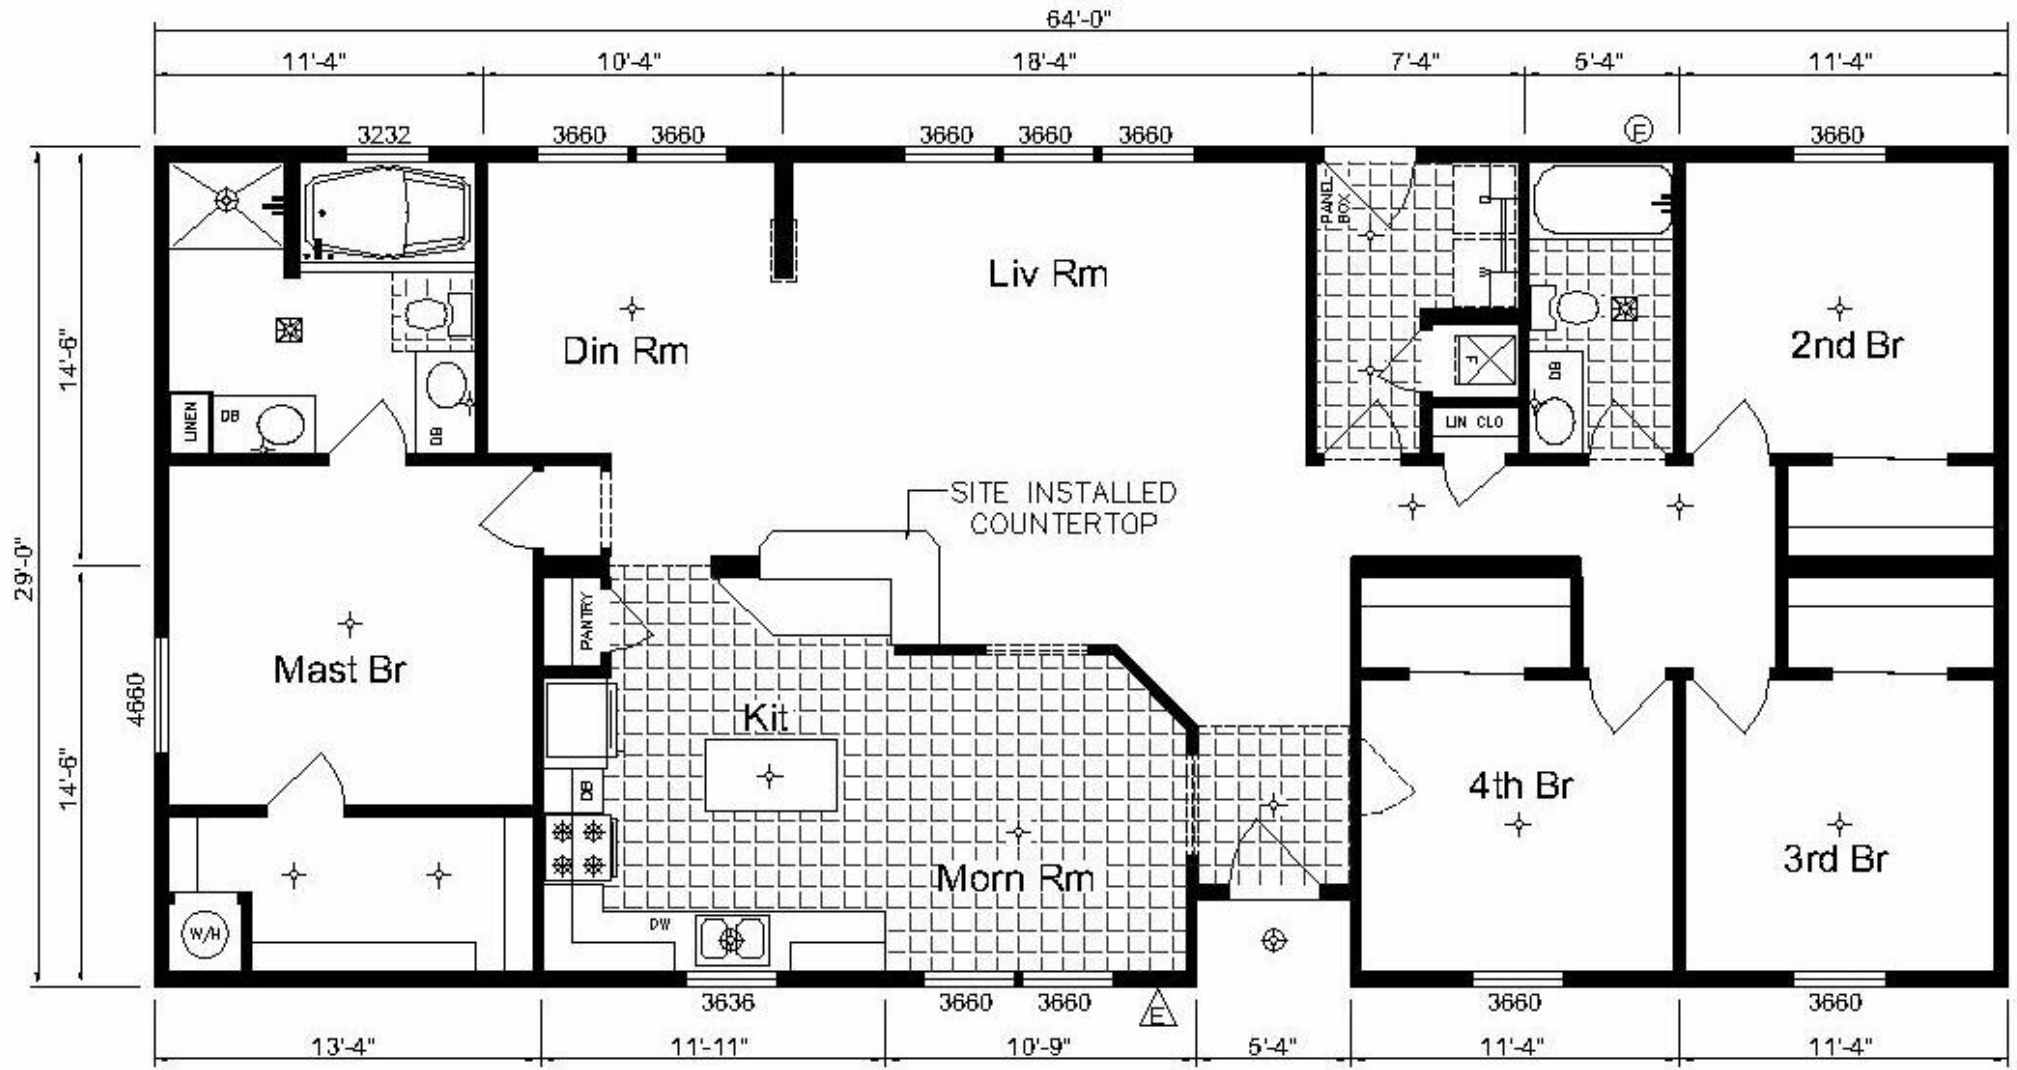 64'-0"
11'-4" 10'-4" 18'-4" 7'-4" 5'-4" 11'-4"
3232 3660 3660 3660 3660 3660 E 3660
PANEL
BOX
Liv Rm
Din Rm
2nd Br
14'-6"
F
DB
LINEN
DB
DB
LIN CLO
SITE INSTALLED
COUNTERTOP
29'-0"
PANTRY
Mast Br
4660
Kit
14'-6"
DB
4th Br
3rd Br
Morn Rm
W/H
DW
3636 3660 3660 E 3660 3660
13'-4" 11'-11" 10'-9" 5'-4" 11'-4" 11'-4"